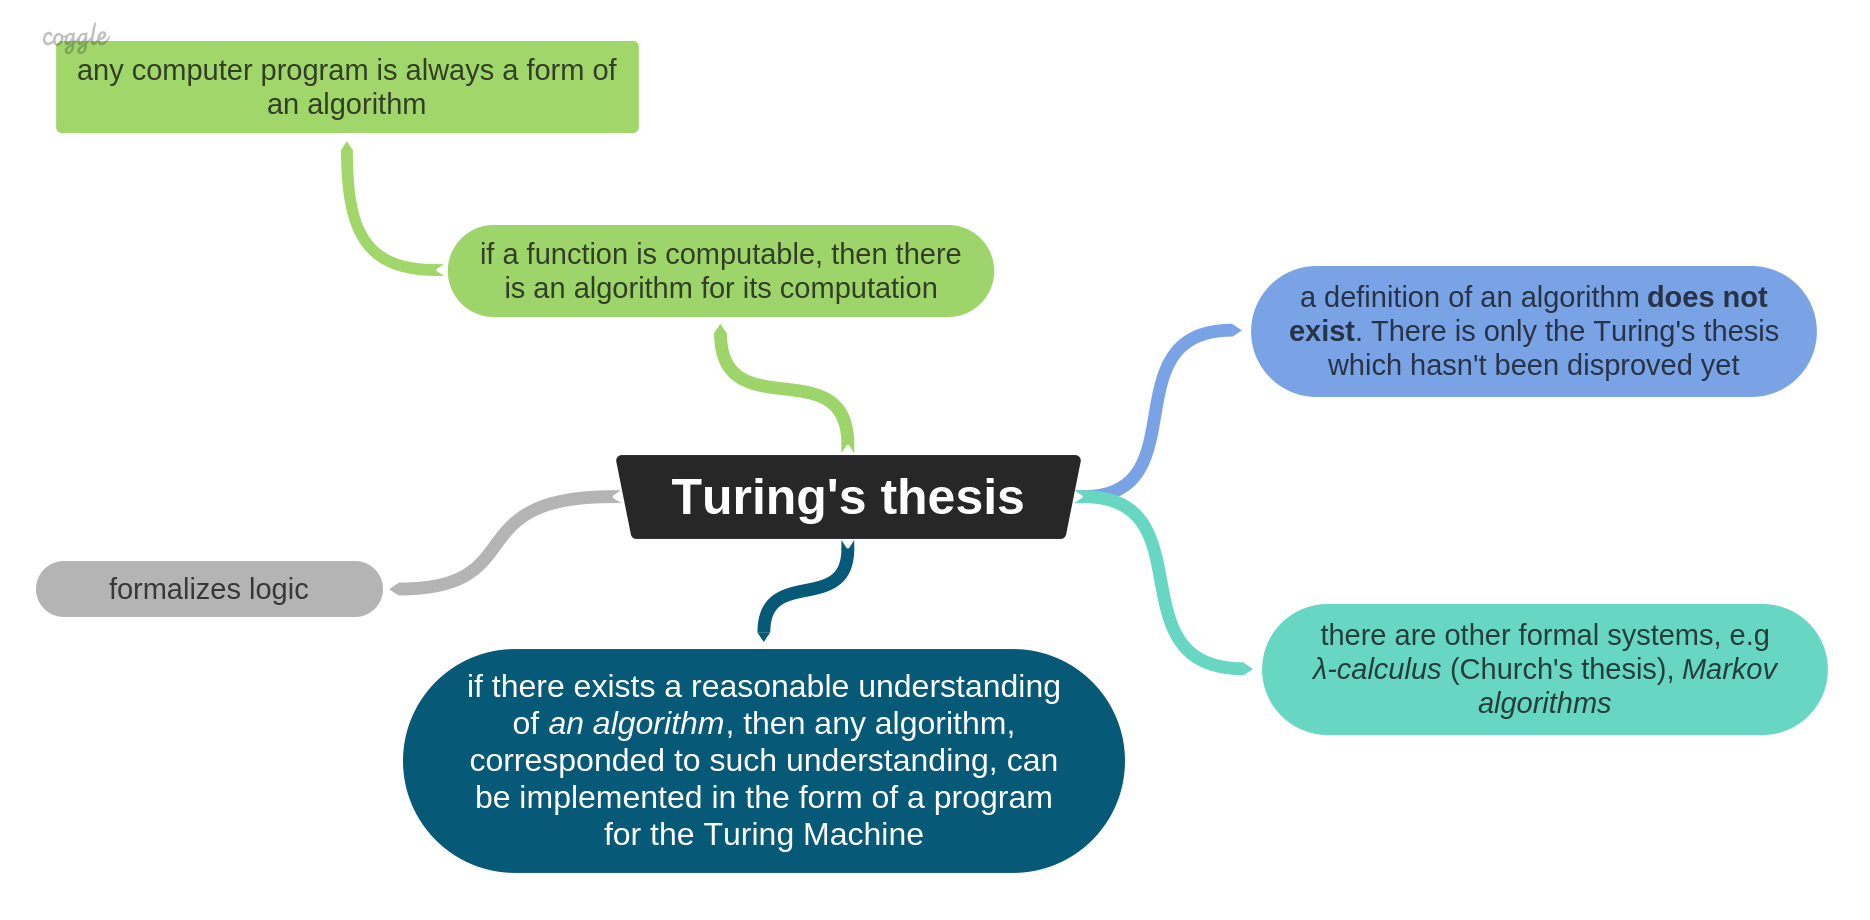 coggle
any computer program is always a form of
an algorithm
if a function is computable, then there
is an algorithm for its computation
a definition of an algorithm does not
exist. There is only the Turing's thesis
which hasn't been disproved yet
Turing's thesis
formalizes logic
there are other formal systems, e.g
λ-calculus (Church's thesis), Markov
algorithms
if there exists a reasonable understanding
of an algorithm, then any algorithm,
corresponded to such understanding, can
be implemented in the form of a program
for the Turing Machine